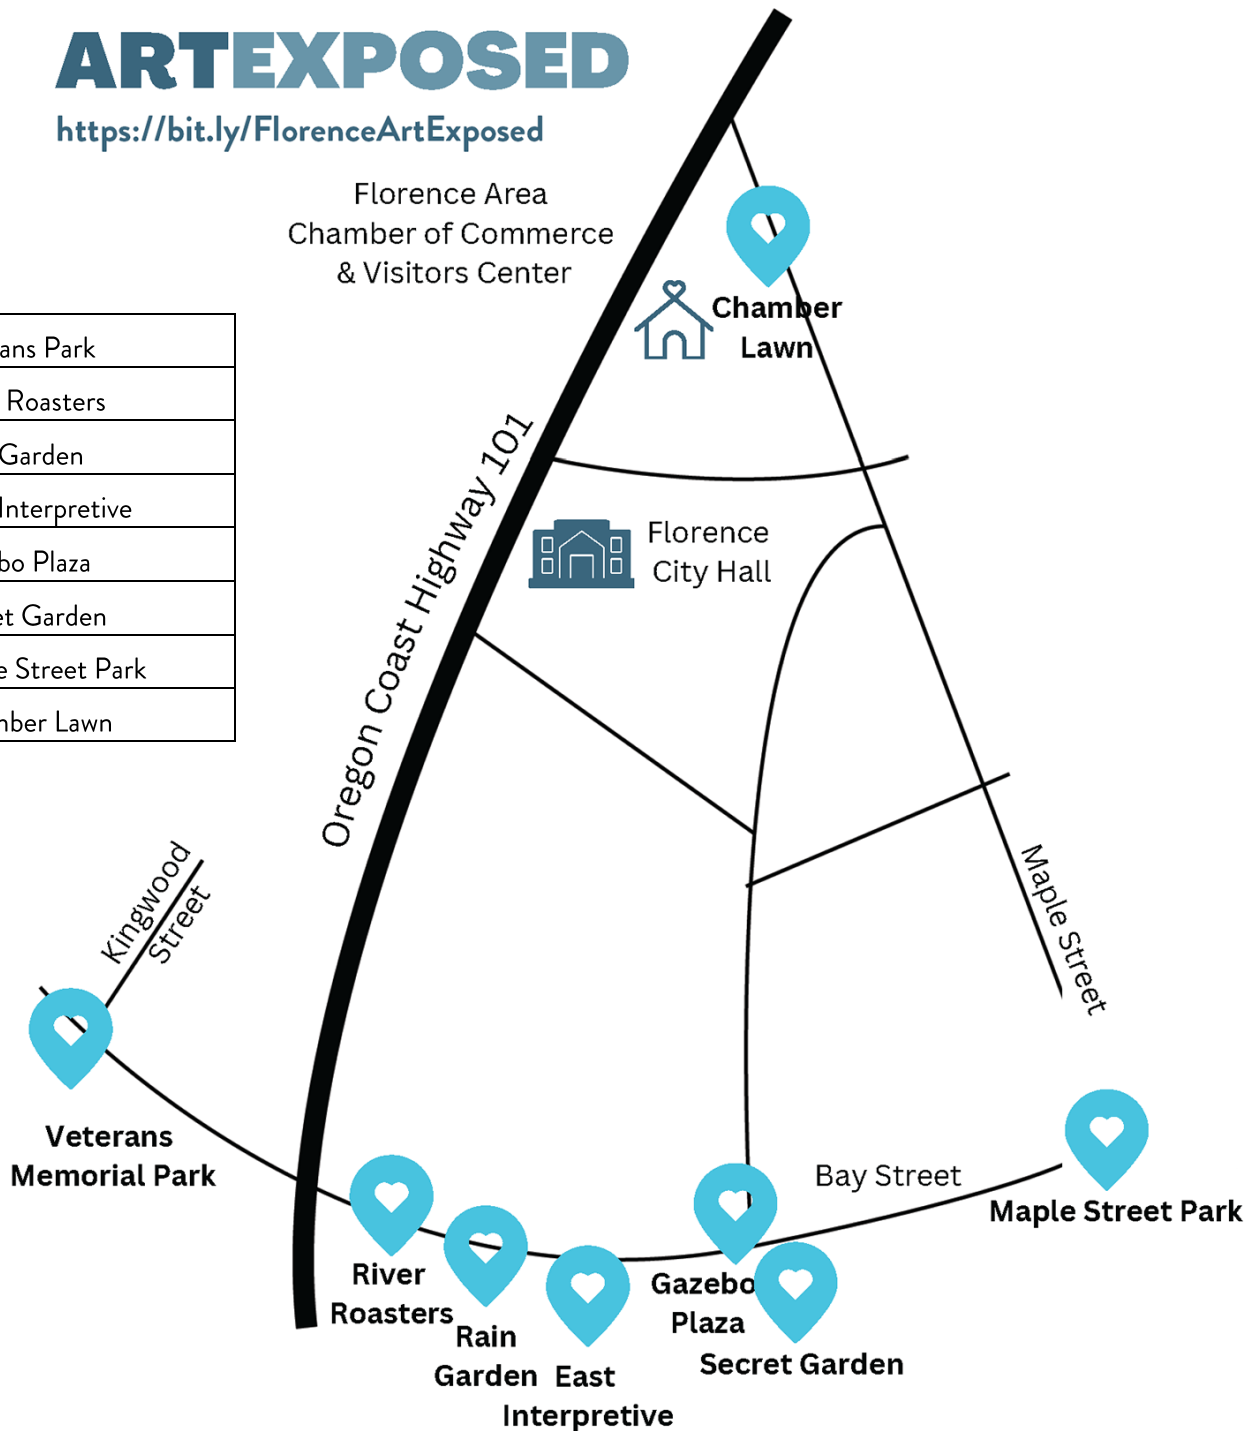 ARTEXPOSED
https://bit.ly/FlorenceArtExposed
Florence Area
Chamber of Commerce
& Visitors Center
Chamber
Lawn
ans Park
Roasters
Garden
Interpretive
bo Plaza
et Garden
e Street Park
mber Lawn
Oregon Coast Highway 101
Florence
City Hall
Kingwood
Street
Maple Street
Veterans
Memorial Park
Bay Street
Maple Street Park
River
Roasters
Rain
Garden
East
Interpretive
Gazebo
Plaza
Secret Garden